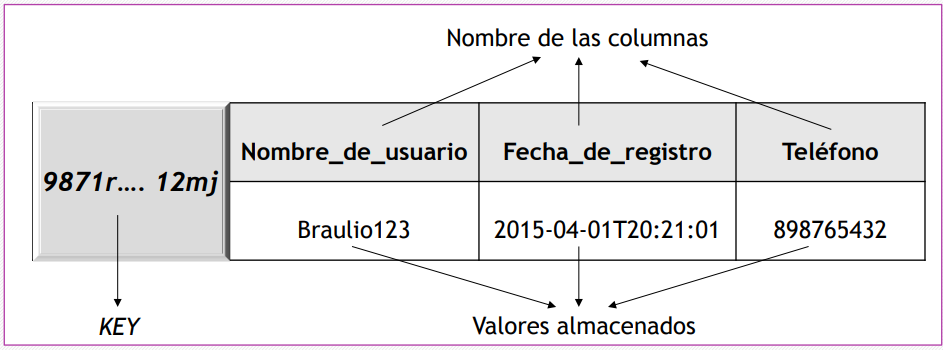 Nombre de las columnas
Nombre_de_usuario Fecha_de_registro Teléfono
9871r…. 12mj
Braulio123 2015-04-01T20:21:01 898765432
KEY Valores almacenados